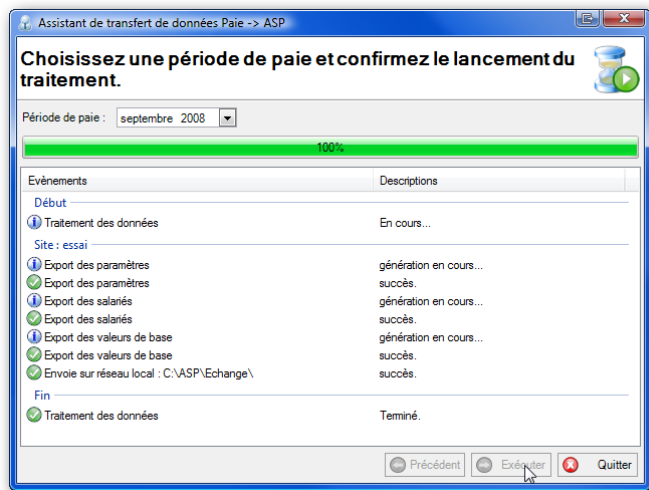 Assistant de transfert de données Paie -> ASP
Choisissez une période de paie et confirmez le lancement du
traitement.
Période de paie : septembre 2008
100%
Evènements Descriptions
Début
Traitement des données En cours...
Site : essai
Export des paramètres génération en cours...
Export des paramètres succès.
Export des salariés génération en cours...
Export des salariés succès.
Export des valeurs de base génération en cours...
Export des valeurs de base succès.
Envoie sur réseau local : C:\ASP\Echange\ succès.
Fin
Traitement des données Terminé.
Précédent Exécuter Quitter